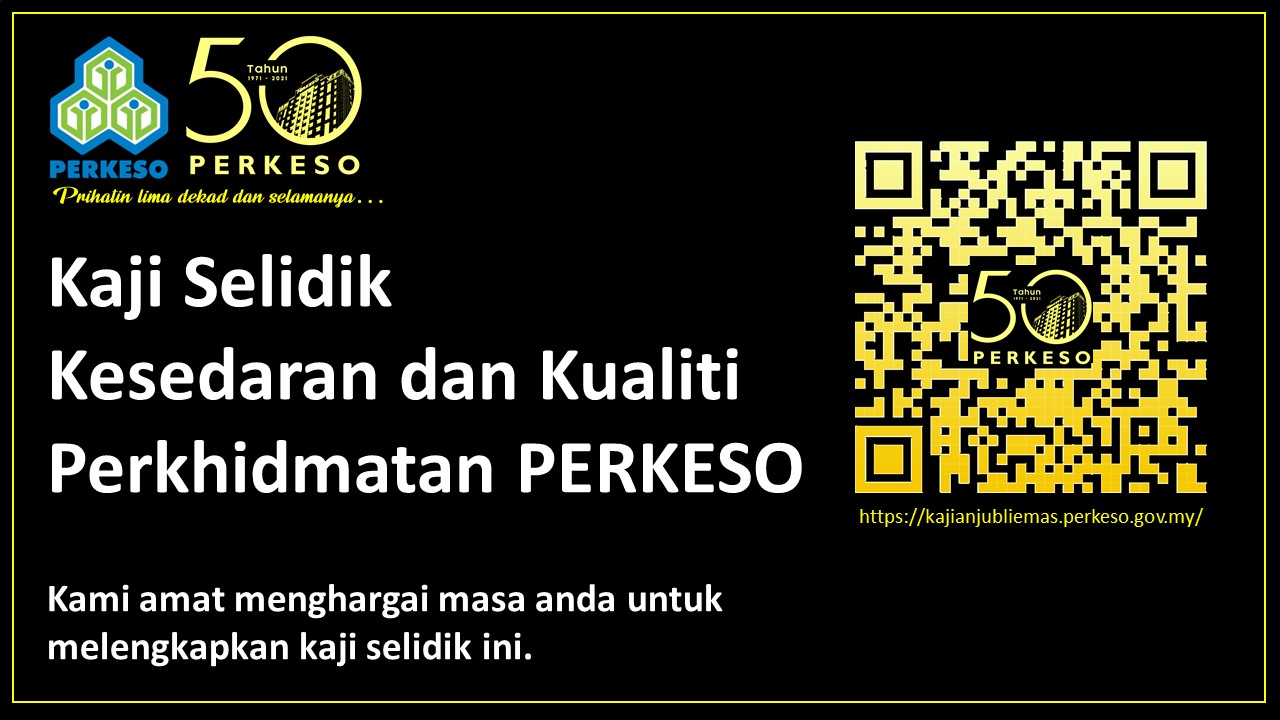 50
Tahun
1971 - 2021
PERKESO
PERKESO
Prihatin lima dekad dan selamanya...
Kaji Selidik
Kesedaran dan Kualiti
Perkhidmatan PERKESO
Kami amat menghargai masa anda untuk
melengkapkan kaji selidik ini.
50
Tahun
1971 - 2021
PERKESO
https://kajianjubliemas.perkeso.gov.my/